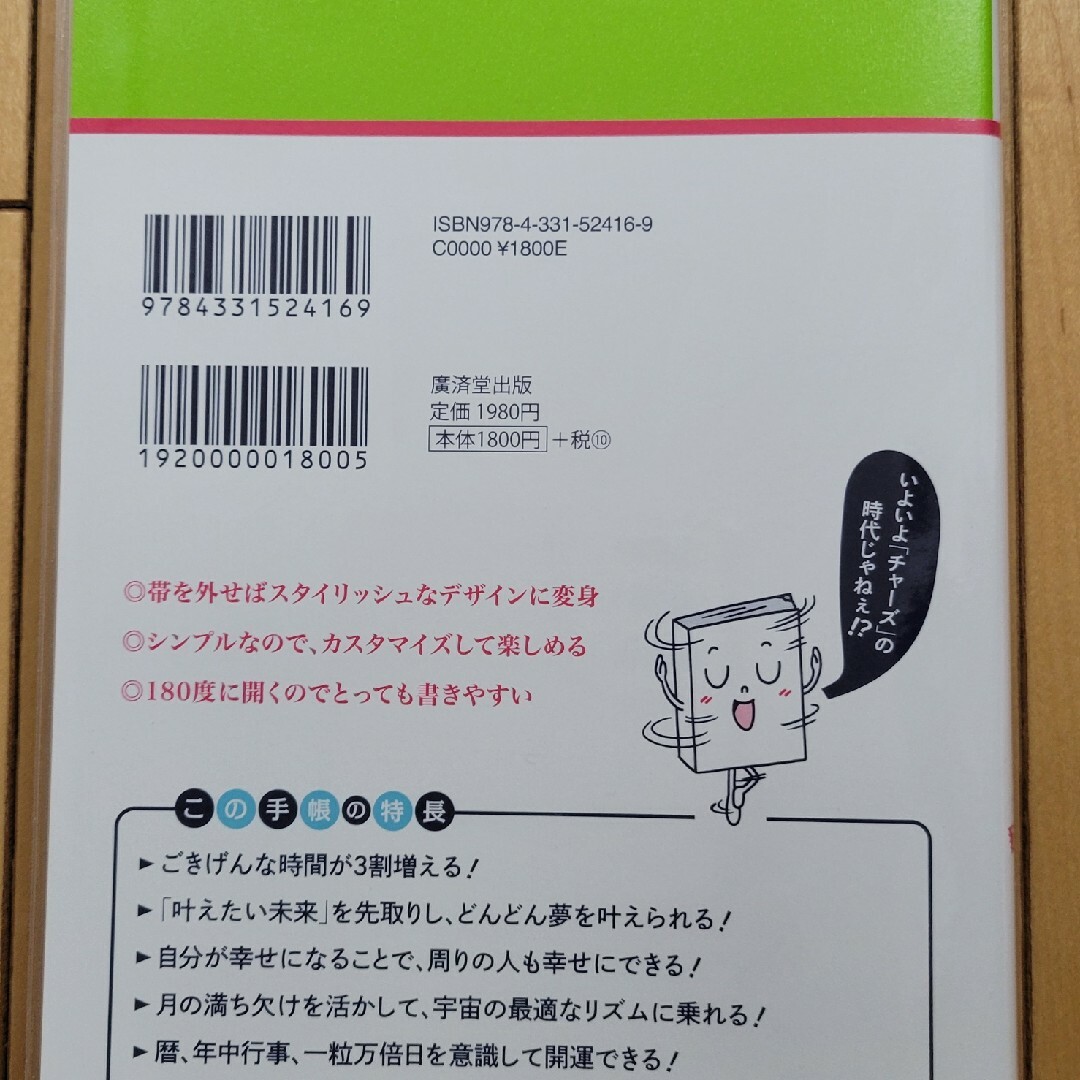 ISBN978-4-331-52416-9
C0000 ¥1800E
9784331524169
1920000018005
廣済堂出版
定価 1980円
本体1800円 +税⑩
いよいよ「チャーズ」の
時代じゃねぇ!?
◎帯を外せばスタイリッシュなデザインに変身
◎シンプルなので、カスタマイズして楽しめる
◎180度に開くのでとっても書きやすい
この手帳の特長
▶ごきげんな時間が3割増える！
▶「叶えたい未来」を先取りし、どんどん夢を叶えられる！
▶自分が幸せになることで、周りの人も幸せにできる！
▶月の満ち欠けを活かして、宇宙の最適なリズムに乗れる！
▶暦、年中行事、一粒万倍日を意識して開運できる！